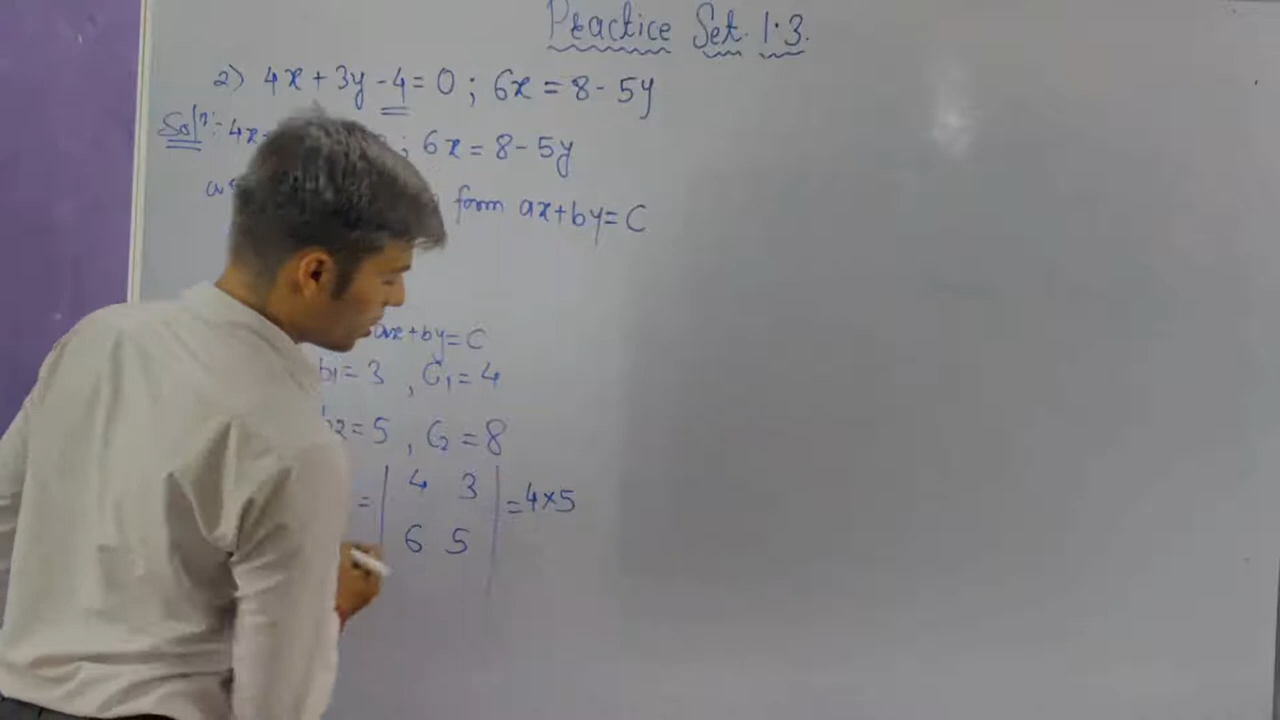 Practice Set 1.3.
2) 4x + 3y - 4 = 0 ; 6x = 8 - 5y
Solⁿ:- 4x ; 6x = 8 - 5y
form ax + by = C
ax + by = C
b1 = 3 , C1 = 4
b2 = 5 , C2 = 8
= | 4 3 | = 4×5
6 5